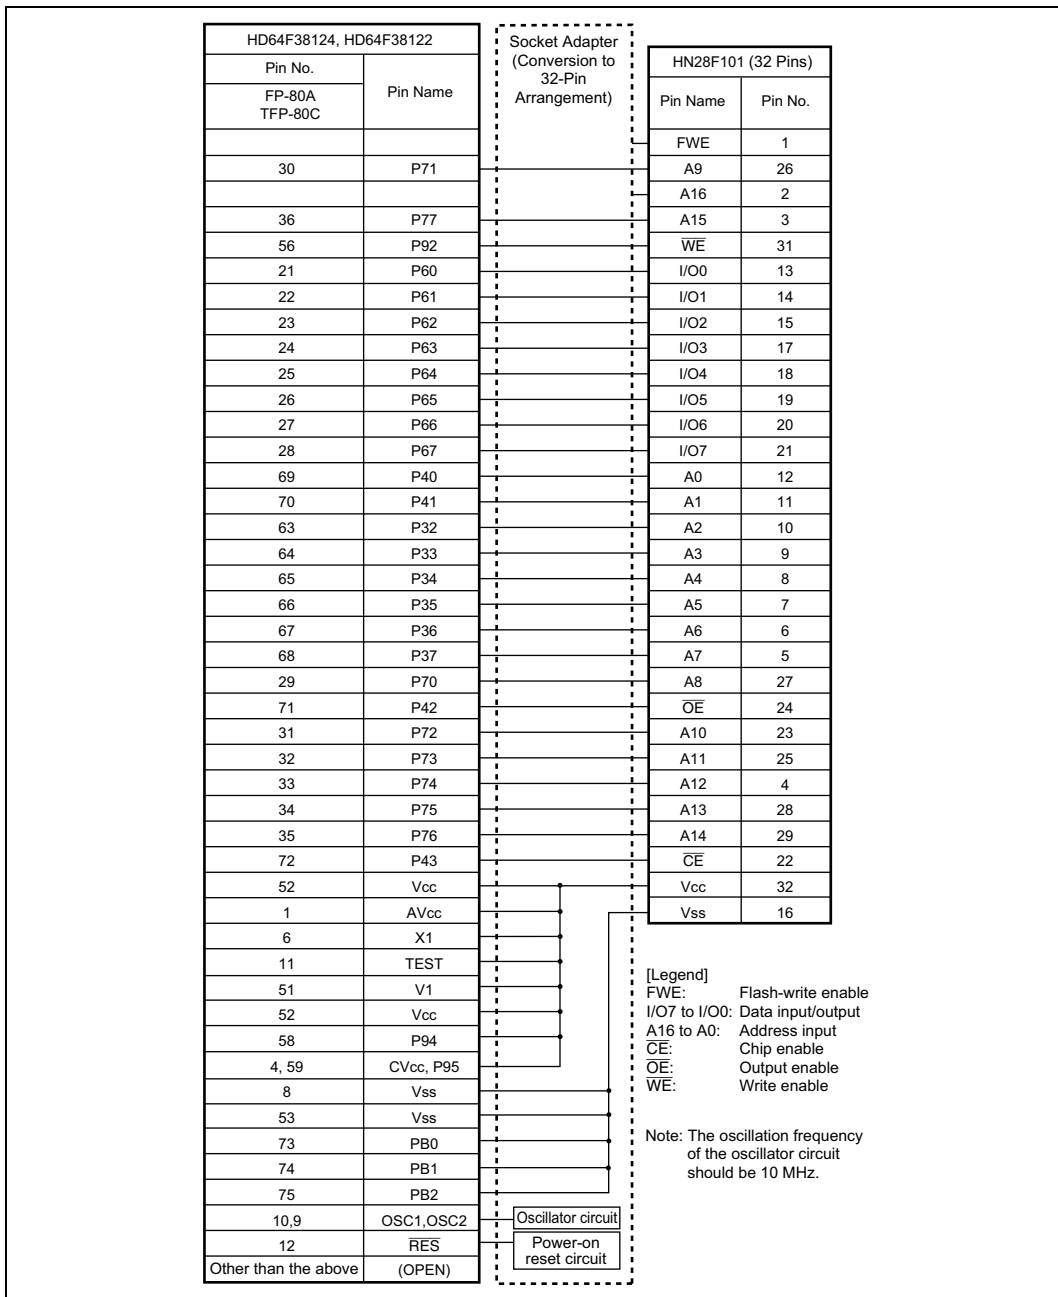 HD64F38124, HD64F38122
Pin No.
Pin Name
FP-80A
TFP-80C
30 P71
36 P77
56 P92
21 P60
22 P61
23 P62
24 P63
25 P64
26 P65
27 P66
28 P67
69 P40
70 P41
63 P32
64 P33
65 P34
66 P35
67 P36
68 P37
29 P70
71 P42
31 P72
32 P73
33 P74
34 P75
35 P76
72 P43
52 Vcc
1 AVcc
6 X1
11 TEST
51 V1
52 Vcc
58 P94
4, 59 CVcc, P95
8 Vss
53 Vss
73 PB0
74 PB1
75 PB2
10,9 OSC1,OSC2
12 R̅E̅S̅
Other than the above (OPEN)
Socket Adapter
(Conversion to
32-Pin
Arrangement)
Oscillator circuit
Power-on
reset circuit
HN28F101 (32 Pins)
Pin Name Pin No.
FWE 1
A9 26
A16 2
A15 3
W̅E̅ 31
I/O0 13
I/O1 14
I/O2 15
I/O3 17
I/O4 18
I/O5 19
I/O6 20
I/O7 21
A0 12
A1 11
A2 10
A3 9
A4 8
A5 7
A6 6
A7 5
A8 27
O̅E̅ 24
A10 23
A11 25
A12 4
A13 28
A14 29
C̅E̅ 22
Vcc 32
Vss 16
[Legend]
FWE: Flash-write enable
I/O7 to I/O0: Data input/output
A16 to A0: Address input
C̅E̅: Chip enable
O̅E̅: Output enable
W̅E̅: Write enable
Note: The oscillation frequency
of the oscillator circuit
should be 10 MHz.